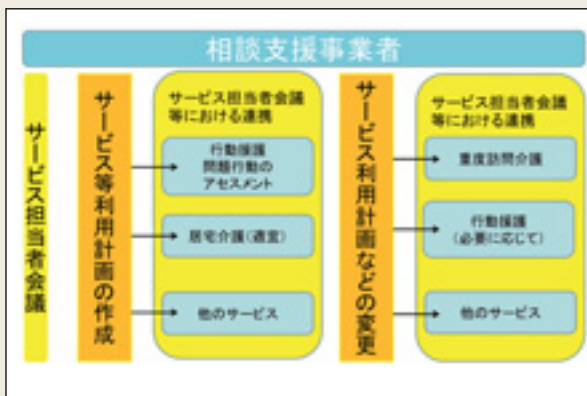 相談支援事業者
サービス担当者会議
サービス等利用計画の作成
サービス担当者会議
等における連携
行動援護
問題行動の
アセスメント
居宅介護(適宜)
他のサービス
サービス利用計画などの変更
サービス担当者会議
等における連携
重度訪問介護
行動援護
(必要に応じて)
他のサービス